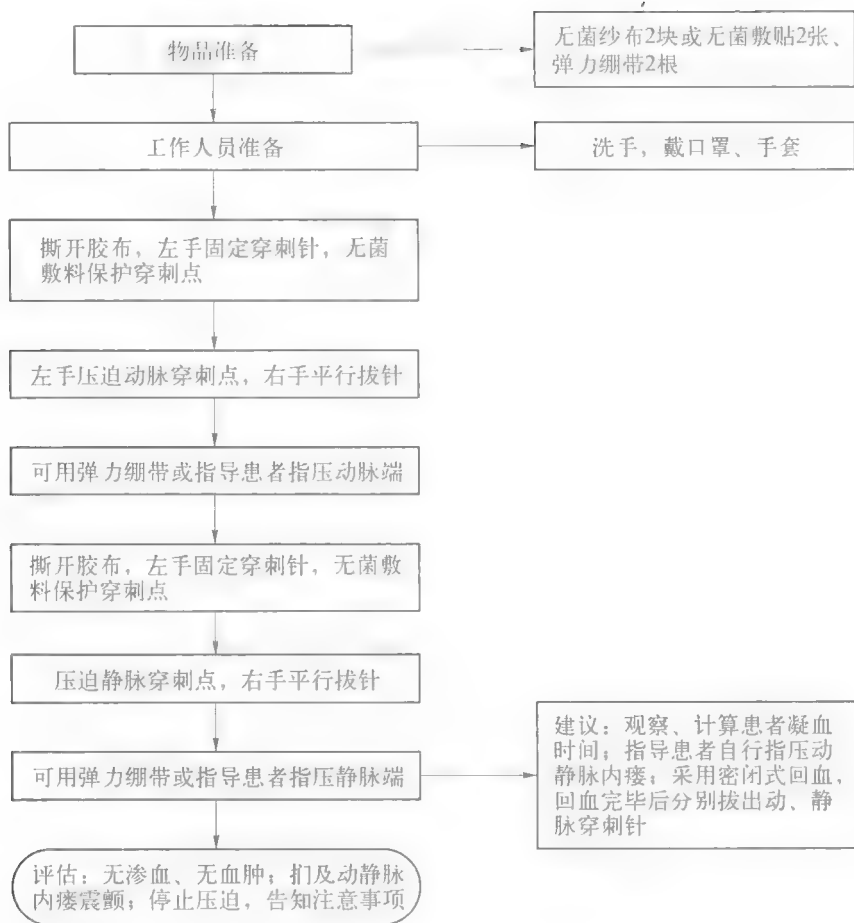 物品准备
无菌纱布2块或无菌敷贴2张、
弹力绷带2根
工作人员准备
洗手，戴口罩、手套
撕开胶布，左手固定穿刺针，无菌
敷料保护穿刺点
左手压迫动脉穿刺点，右手平行拔针
可用弹力绷带或指导患者指压动脉端
撕开胶布，左手固定穿刺针，无菌敷
料保护穿刺点
压迫静脉穿刺点，右手平行拔针
可用弹力绷带或指导患者指压静脉端
建议：观察、计算患者凝血
时间；指导患者自行指压动
静脉内瘘；采用密闭式回血，
回血完毕后分别拔出动、静
脉穿刺针
评估：无渗血、无血肿；扪及动静脉
内瘘震颤；停止压迫，告知注意事项